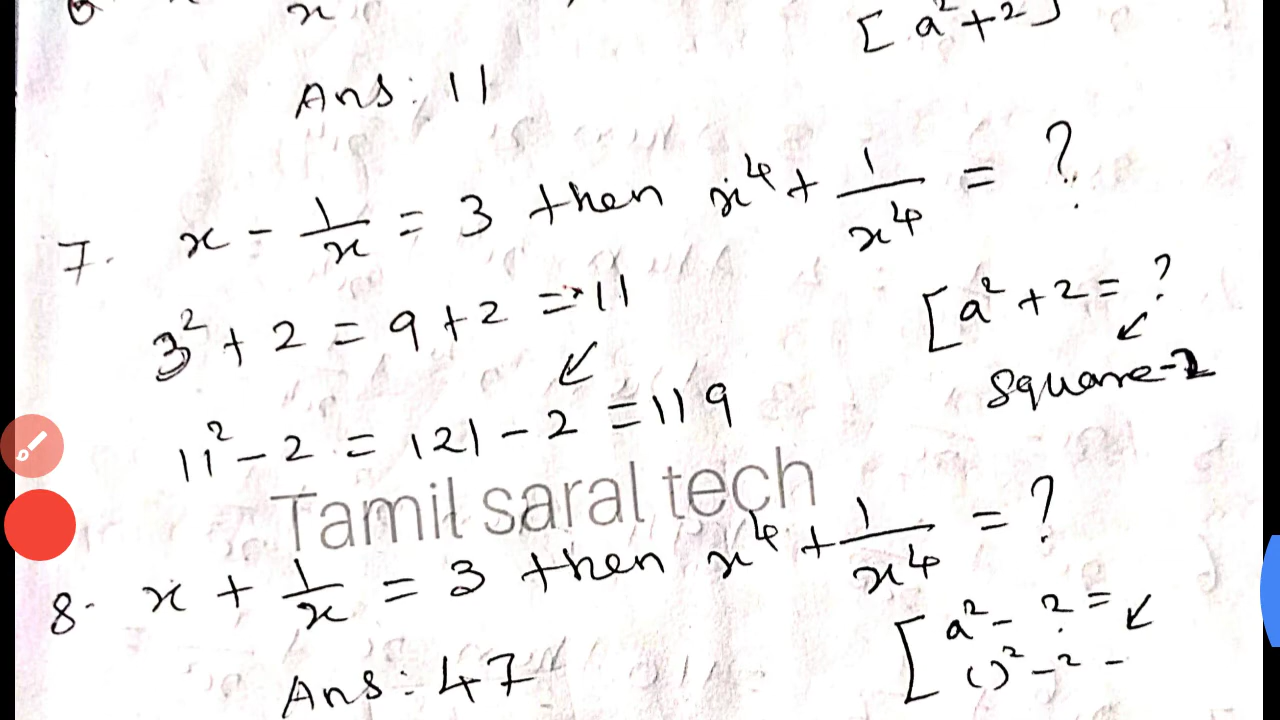 6 x [a²+2]
Ans: 11
7. x - 1/x = 3 then x⁴ + 1/x⁴ = ?
3² + 2 = 9 + 2 = 11 [a² + 2 = ?
11² - 2 = 121 - 2 = 119 Square-2
Tamil saral tech
8. x + 1/x = 3 then x⁴ + 1/x⁴ = ?
[a² - ? =
Ans: 47 ()² - 2 -